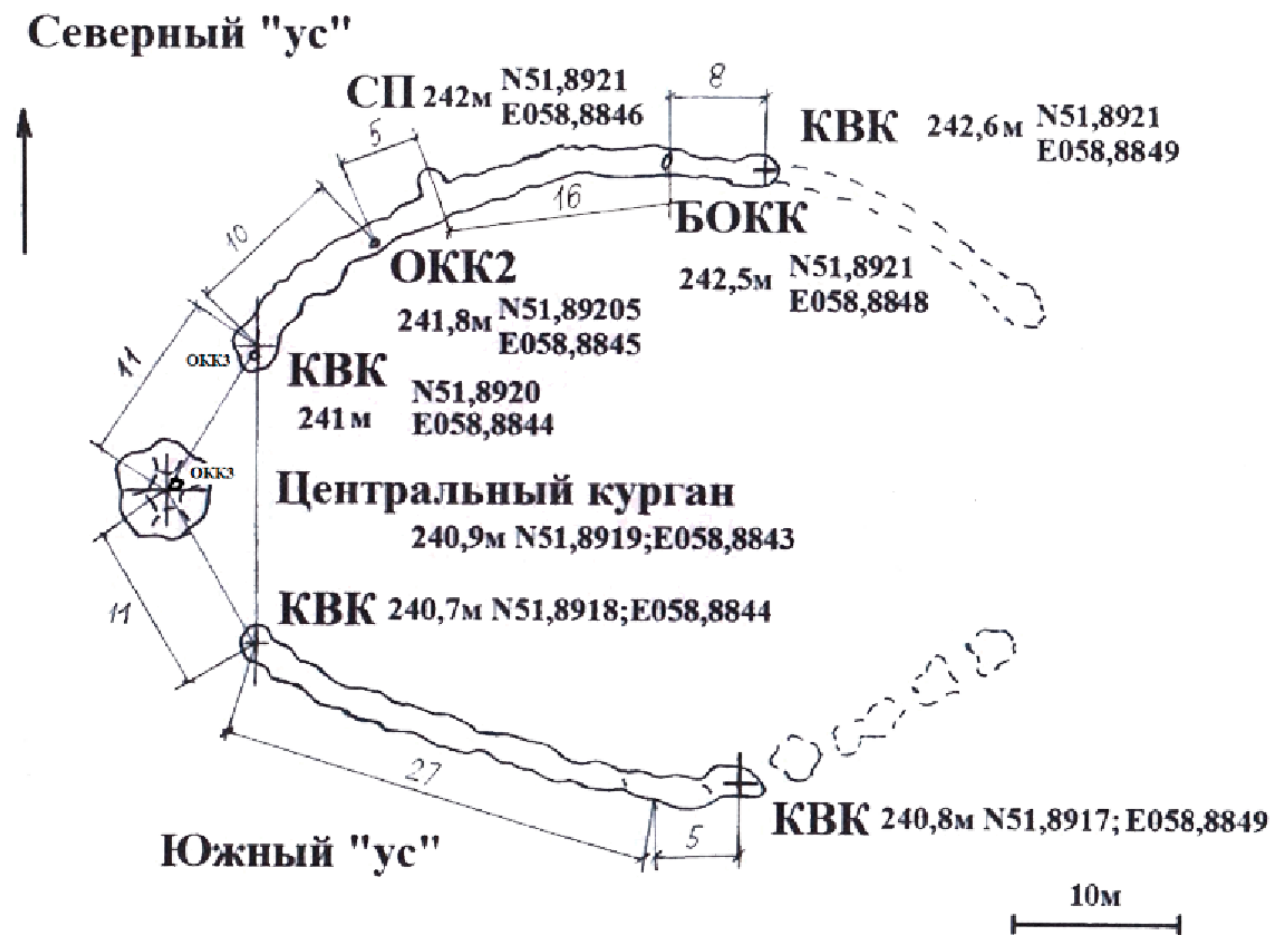 Северный "ус"
СП 242м N51,8921
E058,8846
8
КВК 242,6м N51,8921
E058,8849
5
16
БОКК
242,5м N51,8921
E058,8848
10
ОКК2
241,8м N51,89205
E058,8845
11
ОКК3
КВК
241м N51,8920
E058,8844
ОКК3
Центральный курган
240,9м N51,8919;E058,8843
11
КВК 240,7м N51,8918;E058,8844
27
5
КВК 240,8м N51,8917; E058,8849
Южный "ус"
10м